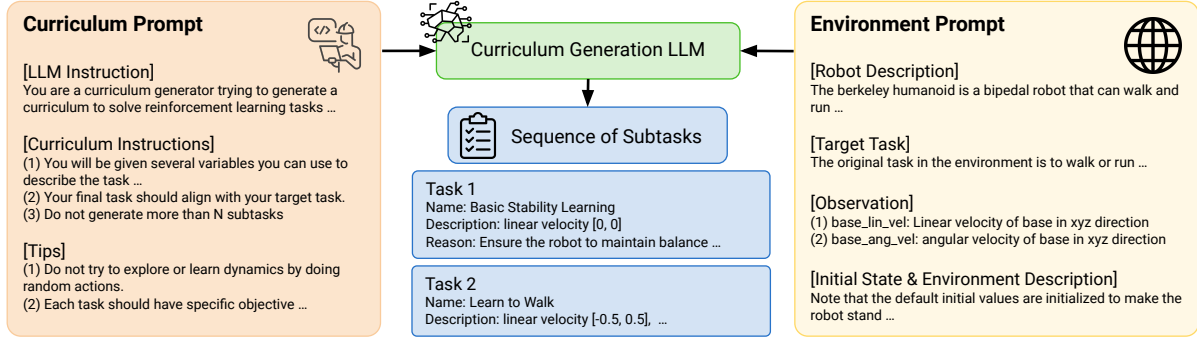 Curriculum Prompt
[LLM Instruction]
You are a curriculum generator trying to generate a
curriculum to solve reinforcement learning tasks ...
[Curriculum Instructions]
(1) You will be given several variables you can use to
describe the task ...
(2) Your final task should align with your target task.
(3) Do not generate more than N subtasks
[Tips]
(1) Do not try to explore or learn dynamics by doing
random actions.
(2) Each task should have specific objective ...
</>
Curriculum Generation LLM
Sequence of Subtasks
Task 1
Name: Basic Stability Learning
Description: linear velocity [0, 0]
Reason: Ensure the robot to maintain balance ...
Task 2
Name: Learn to Walk
Description: linear velocity [-0.5, 0.5], ...
Environment Prompt
[Robot Description]
The berkeley humanoid is a bipedal robot that can walk and
run ...
[Target Task]
The original task in the environment is to walk or run ...
[Observation]
(1) base_lin_vel: Linear velocity of base in xyz direction
(2) base_ang_vel: angular velocity of base in xyz direction
[Initial State & Environment Description]
Note that the default initial values are initialized to make the
robot stand ...